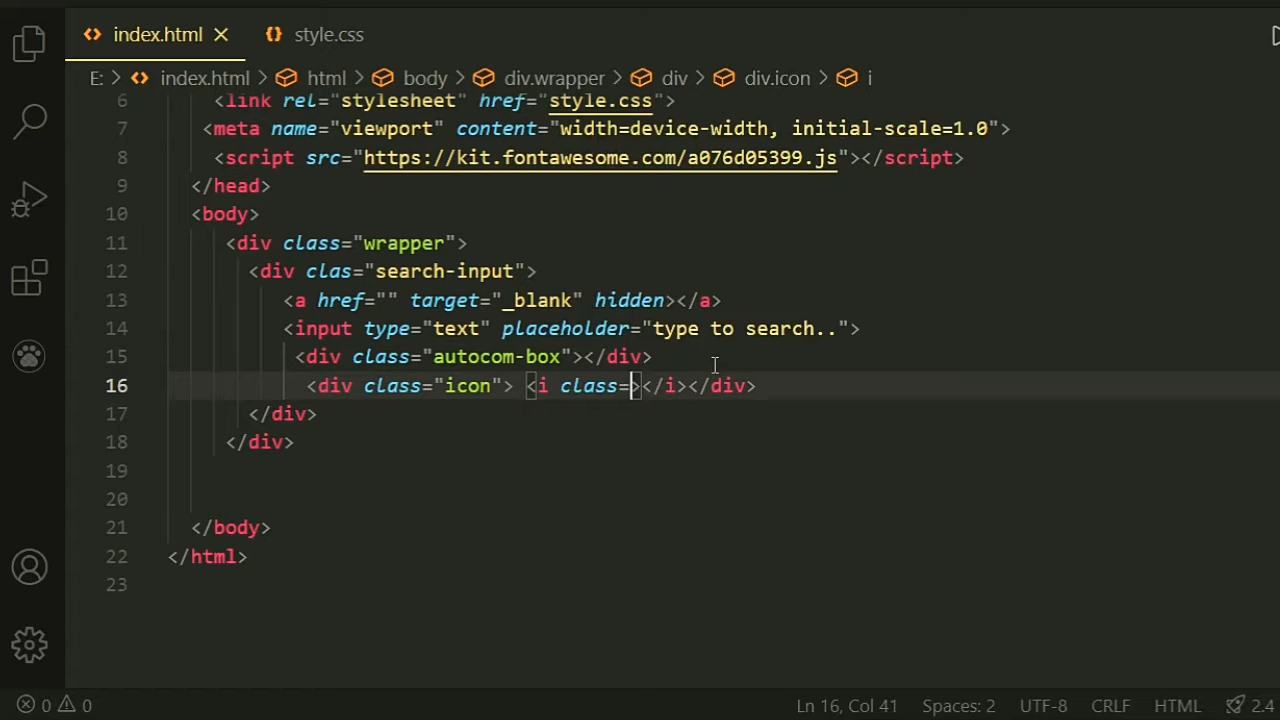 index.html style.css
E: index.html html body div.wrapper div div.icon i
6 <link rel="stylesheet" href="style.css">
7 <meta name="viewport" content="width=device-width, initial-scale=1.0">
8 <script src="https://kit.fontawesome.com/a076d05399.js"></script>
9 </head>
10 <body>
11 <div class="wrapper">
12 <div clas="search-input">
13 <a href="" target="_blank" hidden></a>
14 <input type="text" placeholder="type to search..">
15 <div class="autocom-box"></div>
16 <div class="icon"> <i class=></i></div>
17 </div>
18 </div>
19
20
21 </body>
22 </html>
23
0 0 Ln 16, Col 41 Spaces: 2 UTF-8 CRLF HTML 2.4